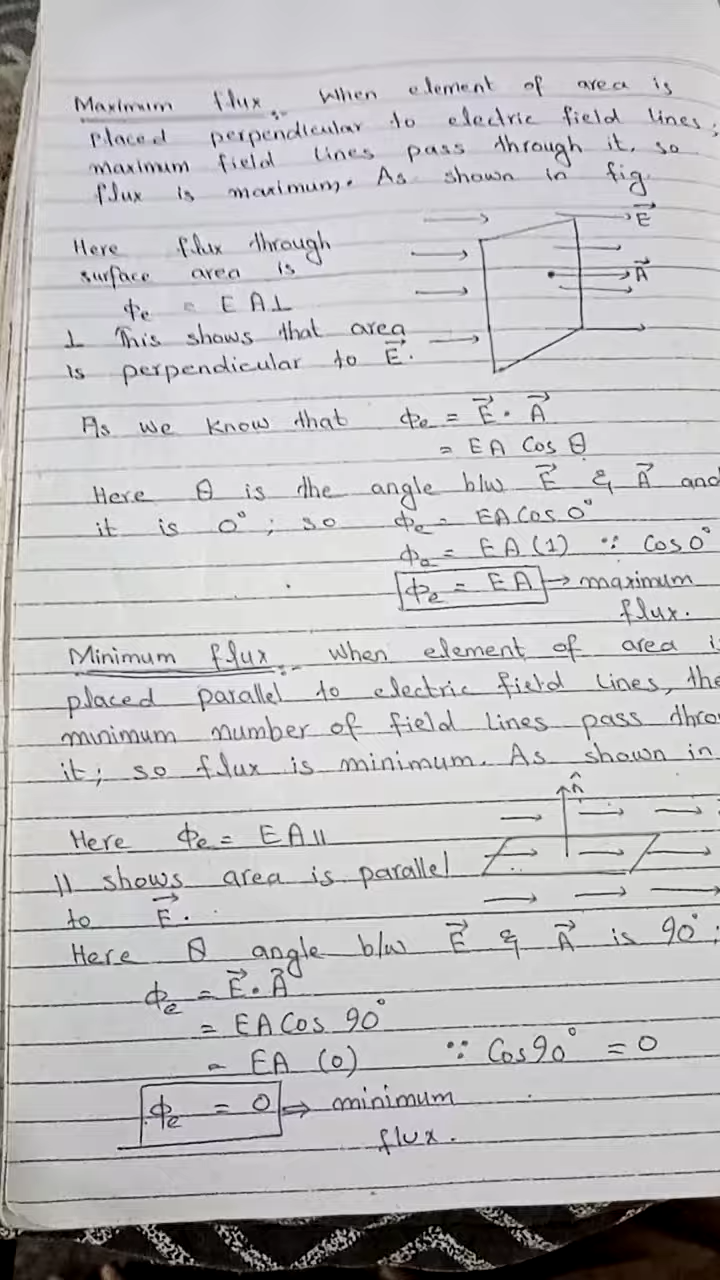 Maximum flux :- When element of area is
placed perpendicular to electric field lines,
maximum field lines pass through it, so
flux is maximum. As shown in fig
Here flux through
surface area is
Φe = EA⊥
⊥ This shows that area
is perpendicular to E⃗.
E⃗
A⃗
As we know that Φe = E⃗ . A⃗
= EA Cos θ
Here θ is the angle b/w E⃗ & A⃗ and
it is 0°; so Φe = EA Cos 0°
Φe = EA (1) ∵ Cos 0°
Φe = EA → maximum
flux.
Minimum flux :- When element of area is
placed parallel to electric field lines, the
minimum number of field lines pass thro
it; so flux is minimum. As shown in
n̂
Here Φe = EA||
|| shows area is parallel
to E⃗.
Here θ angle b/w E⃗ & A⃗ is 90°;
Φe = E⃗ . A⃗
= EA Cos 90°
= EA (0) ∵ Cos 90° = 0
Φe = 0 ⇒ minimum
flux.